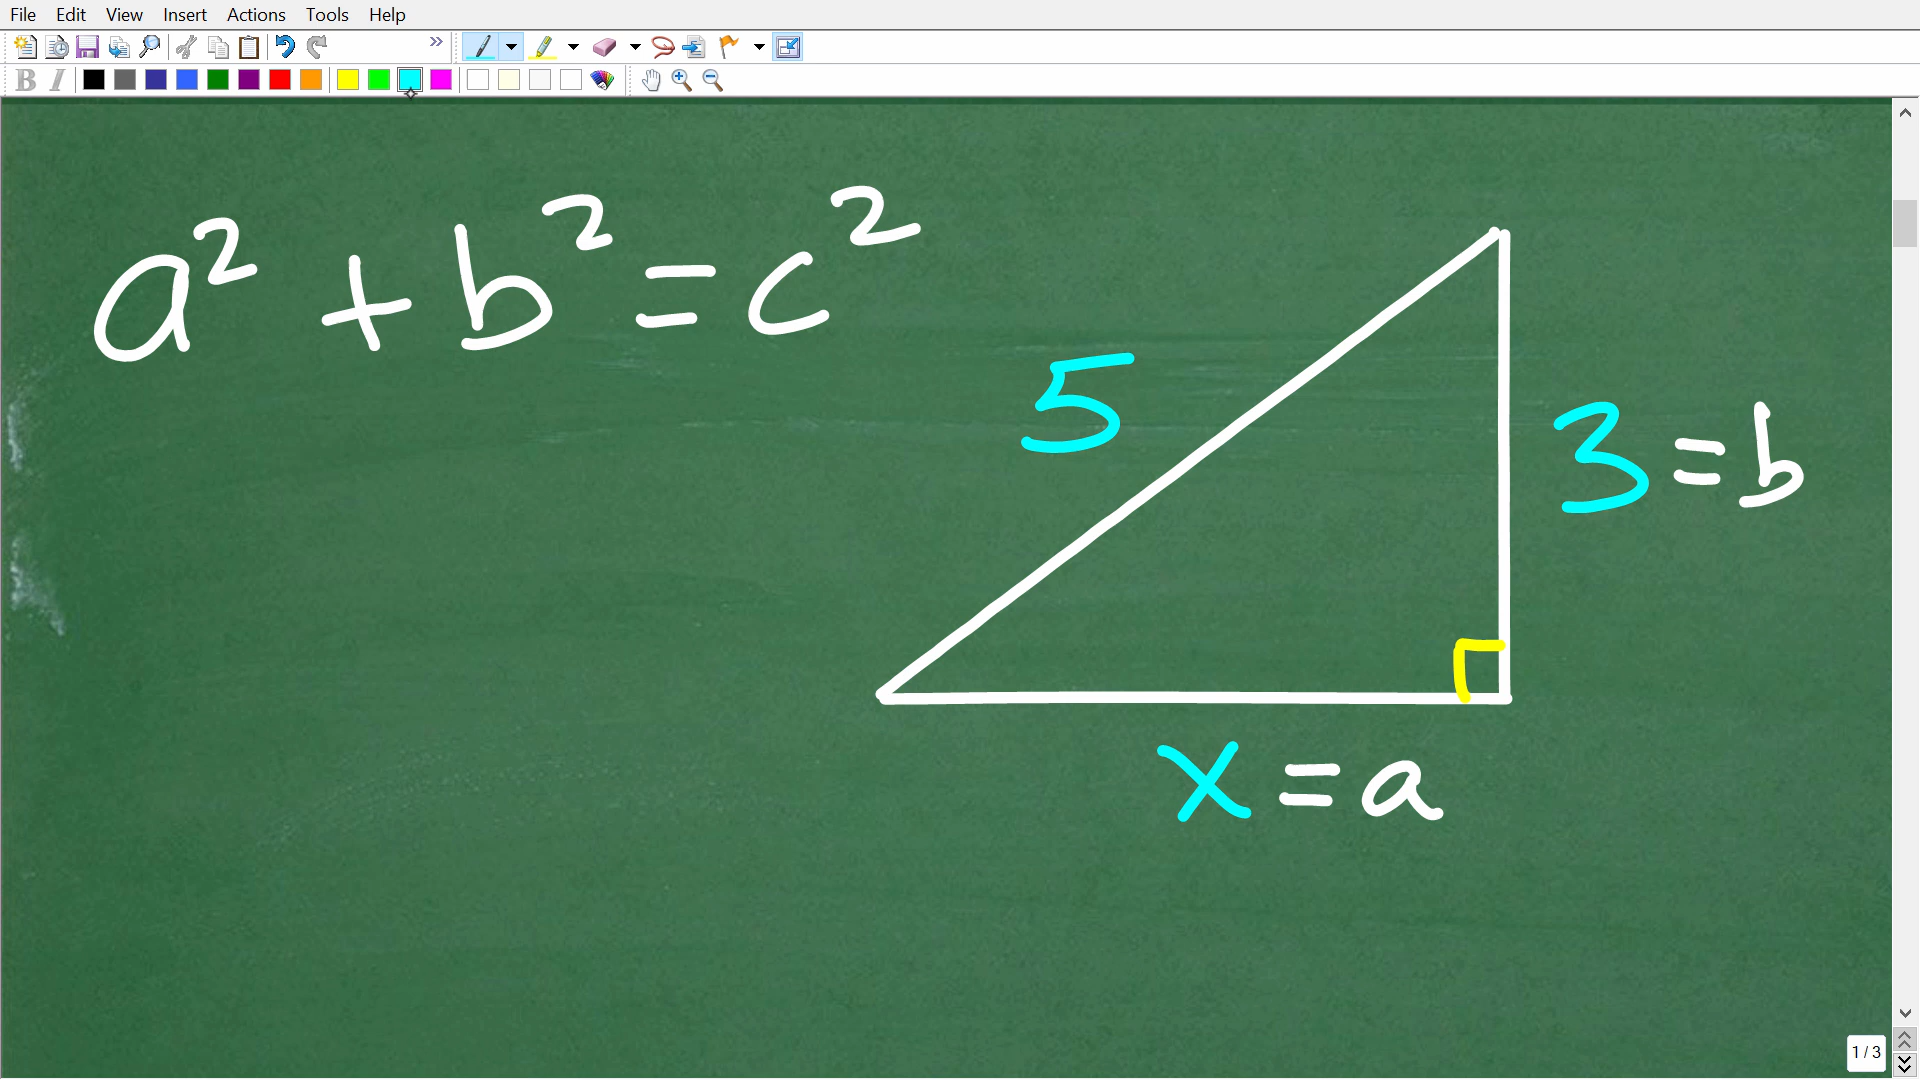 File Edit View Insert Actions Tools Help
B I
a² + b² = c²
5
3 = b
x = a
1 / 3